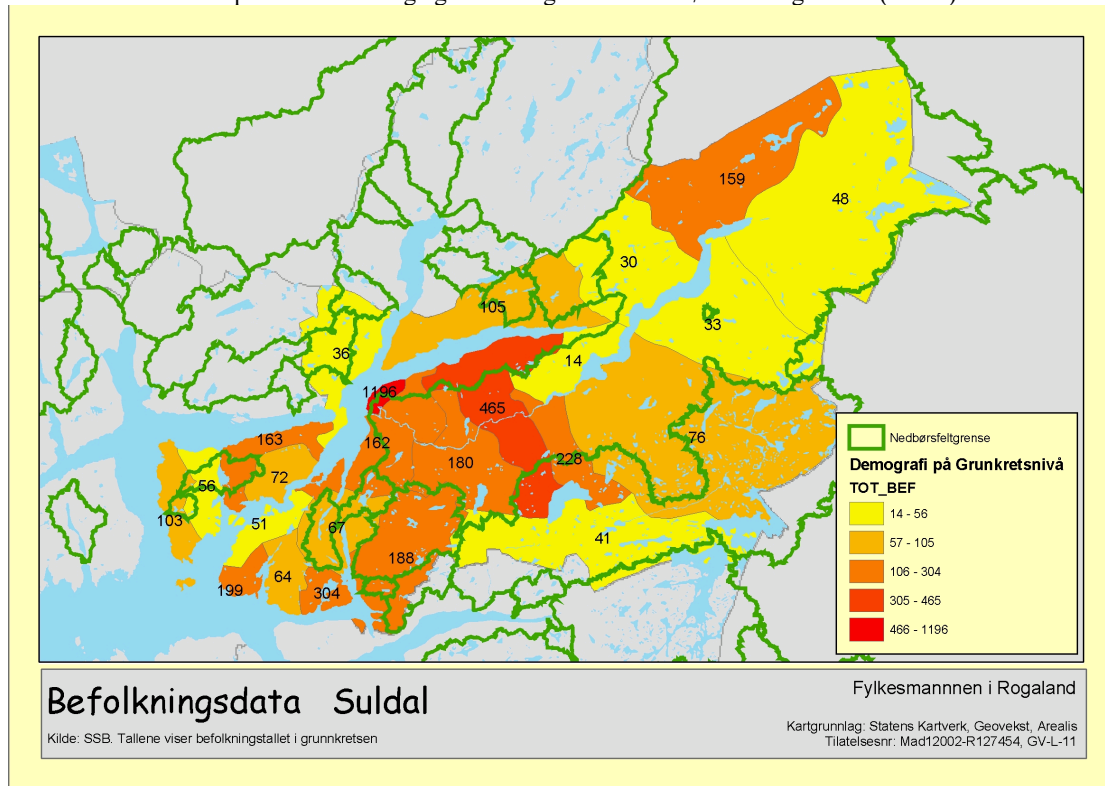 159
48
30
33
105
14
36
1196
465
76
163
162
180
228
72
56
103
51
67
41
188
199
64
304
Nedbørsfeltgrense
Demografi på Grunkretsnivå
TOT_BEF
14 - 56
57 - 105
106 - 304
305 - 465
466 - 1196
Befolkningsdata Suldal
Kilde: SSB. Tallene viser befolkningstallet i grunnkretsen
Fylkesmannnen i Rogaland
Kartgrunnlag: Statens Kartverk, Geovekst, Arealis
Tilatelsesnr: Mad12002-R127454, GV-L-11